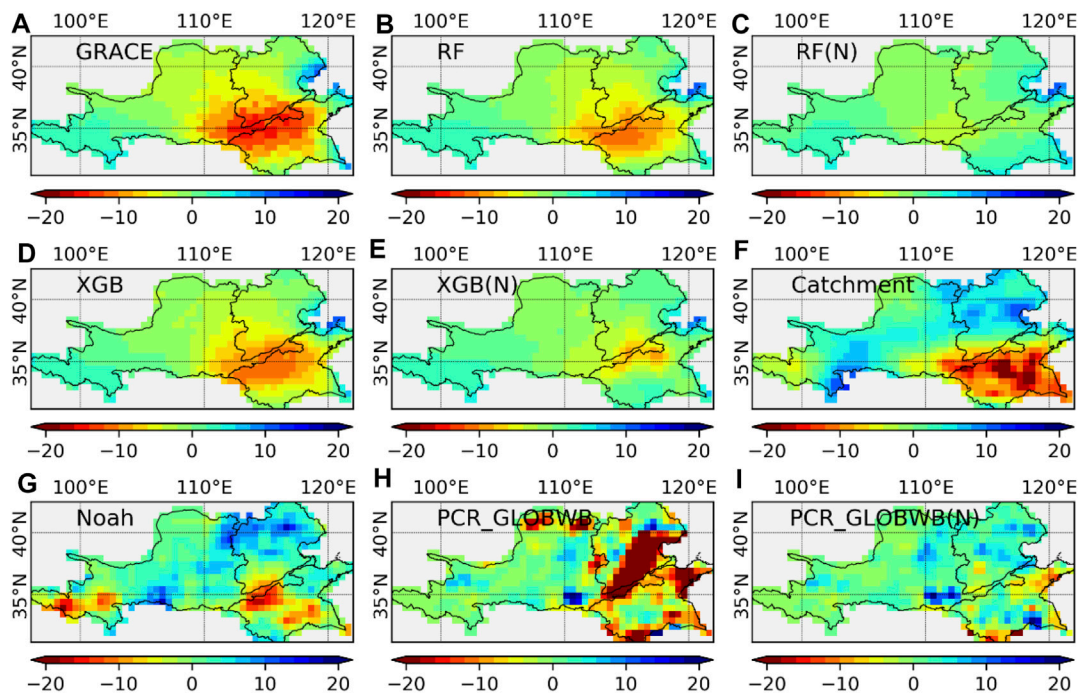 A 100°E 110°E 120°E B 100°E 110°E 120°E C 100°E 110°E 120°E
GRACE RF RF(N)
40°N 40°N 40°N
35°N 35°N 35°N
−20 −10 0 10 20 −20 −10 0 10 20 −20 −10 0 10 20
D 100°E 110°E 120°E E 100°E 110°E 120°E F 100°E 110°E 120°E
XGB XGB(N) Catchment
40°N 40°N 40°N
35°N 35°N 35°N
−20 −10 0 10 20 −20 −10 0 10 20 −20 −10 0 10 20
G 100°E 110°E 120°E H 100°E 110°E 120°E I 100°E 110°E 120°E
Noah PCR_GLOBWB PCR_GLOBWB(N)
40°N 40°N 40°N
35°N 35°N 35°N
−20 −10 0 10 20 −20 −10 0 10 20 −20 −10 0 10 20